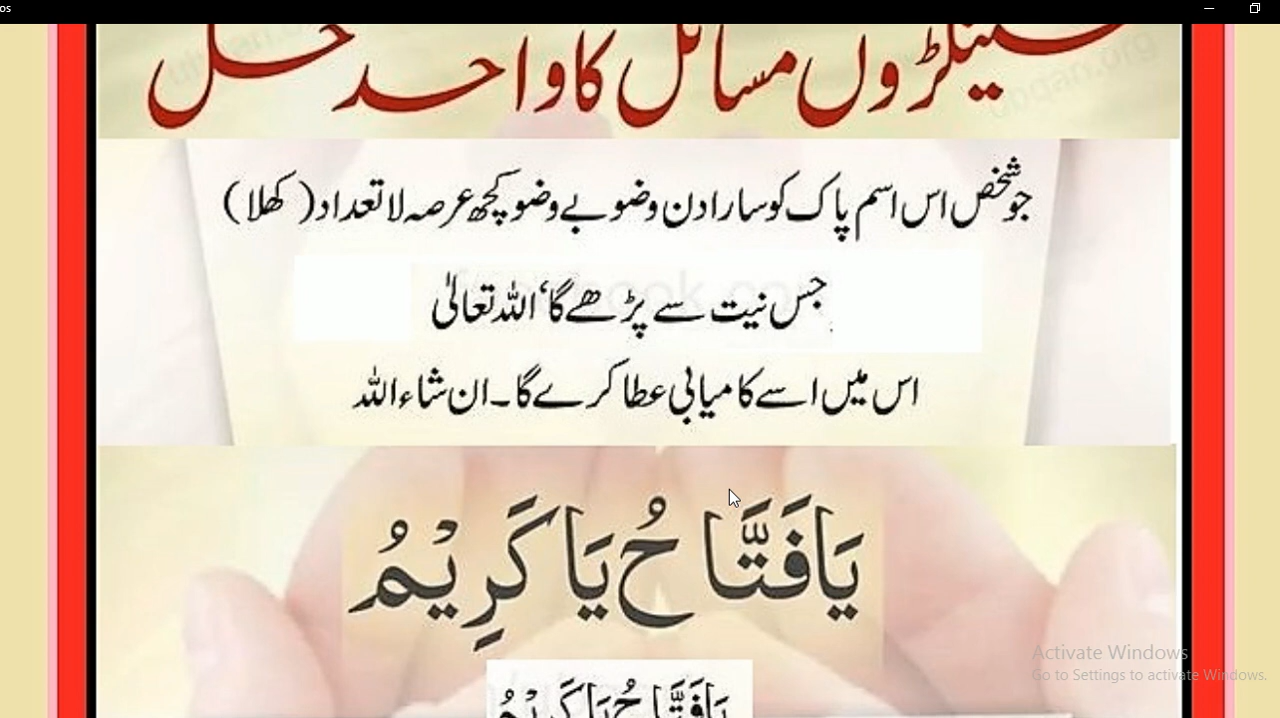 os
سینکڑوں مسائل کا واحد حل
جو شخص اس اسم پاک کو سارا دن وضو بے وضو کچھ عرصہ لاتعداد (کھلا)
جس نیت سے پڑھے گا، اللہ تعالیٰ
اس میں اسے کامیابی عطا کرے گا۔ ان شاء اللہ
یَا فَتَّاحُ یَا کَرِیْمُ
یَا فَتَّاحُ یَا کَرِیْمُ
Activate Windows
Go to Settings to activate Windows.